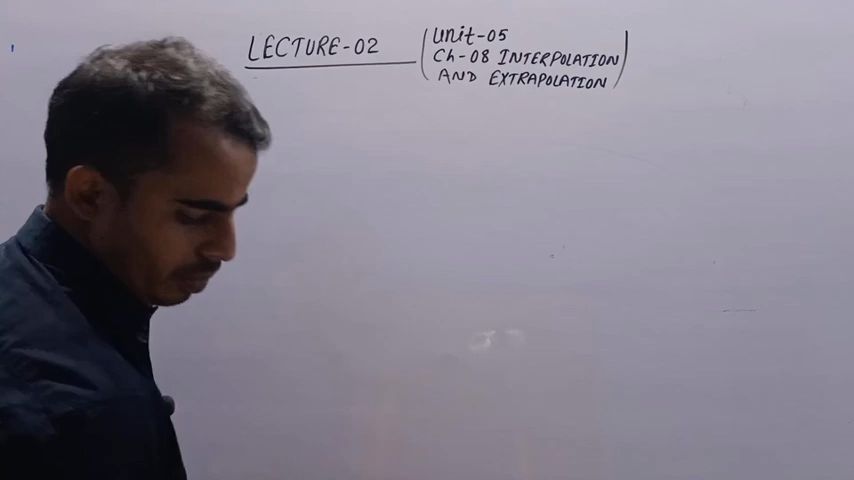 LECTURE-02
(Unit-05
Ch-08 INTERPOLATION
AND EXTRAPOLATION)